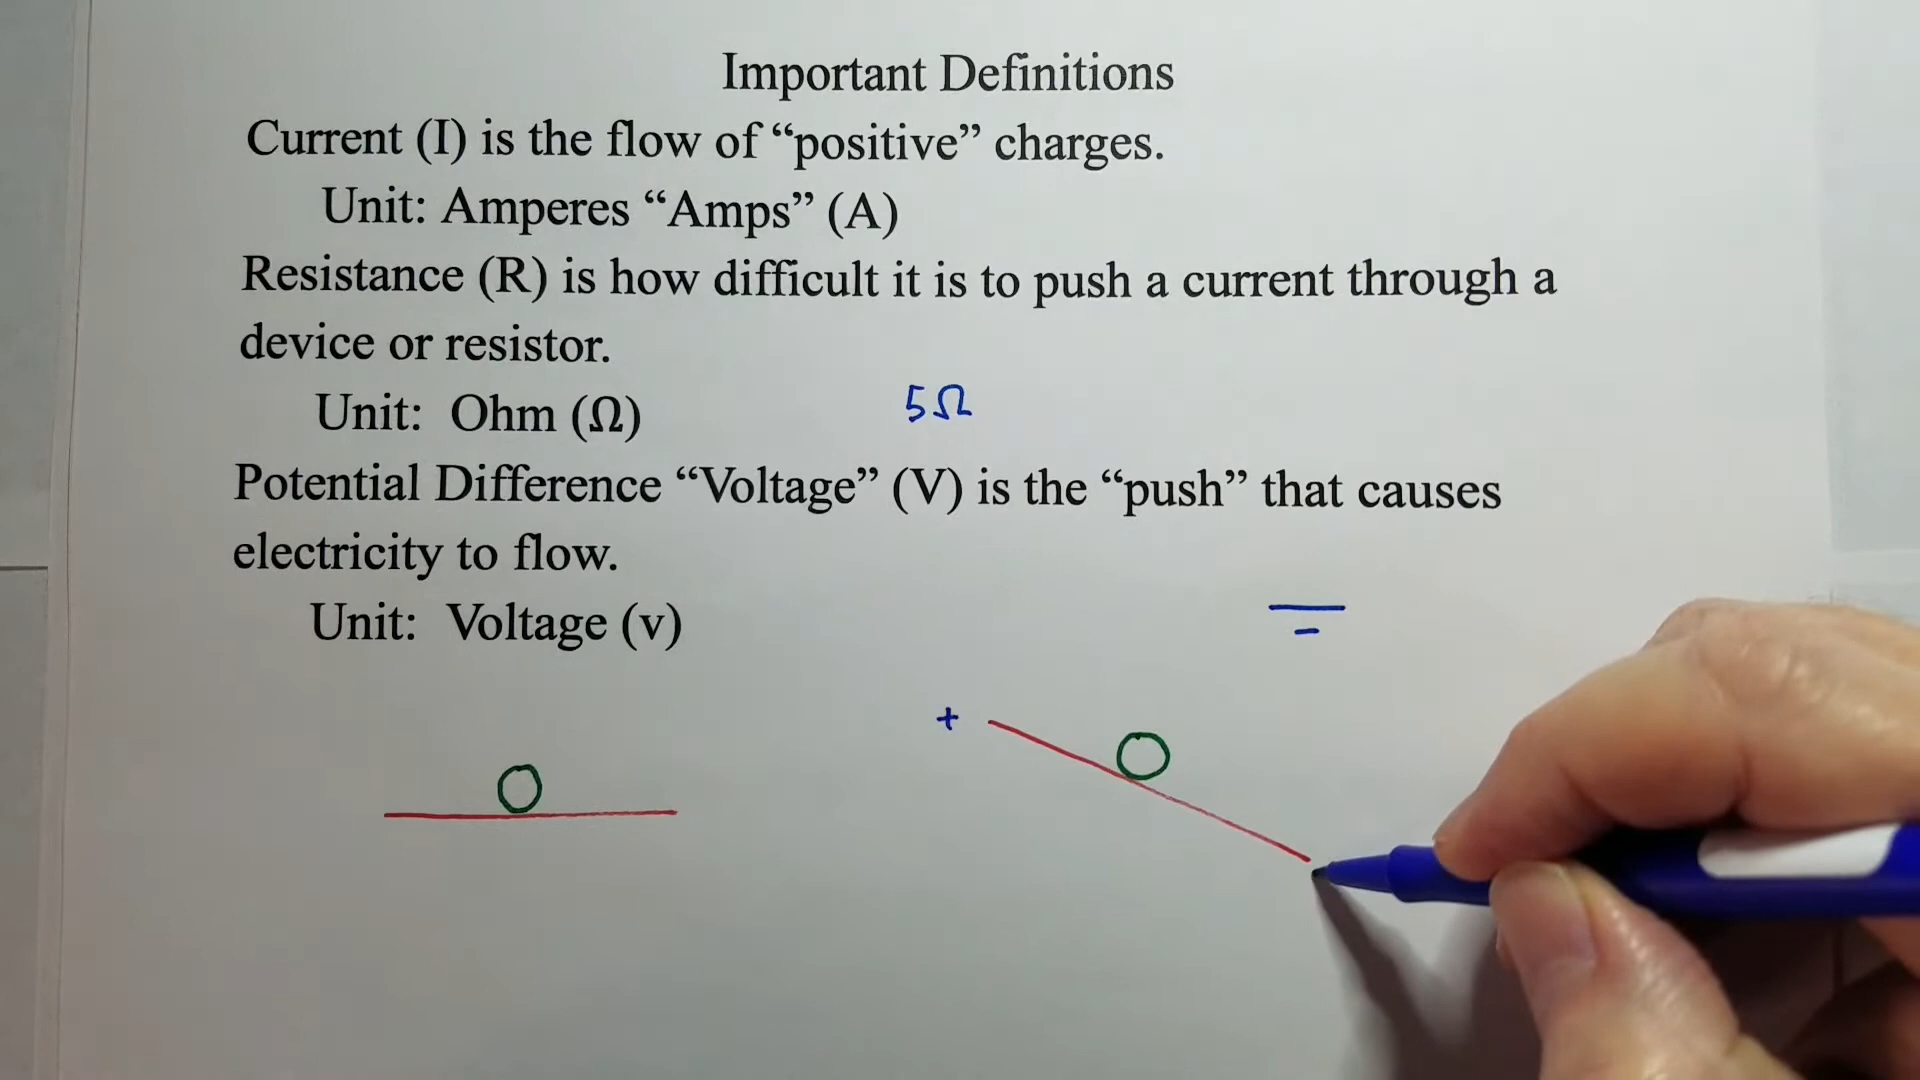 Important Definitions
Current (I) is the flow of “positive” charges.
Unit: Amperes “Amps” (A)
Resistance (R) is how difficult it is to push a current through a
device or resistor.
Unit: Ohm (Ω)
5Ω
Potential Difference “Voltage” (V) is the “push” that causes
electricity to flow.
Unit: Voltage (v)
-
+